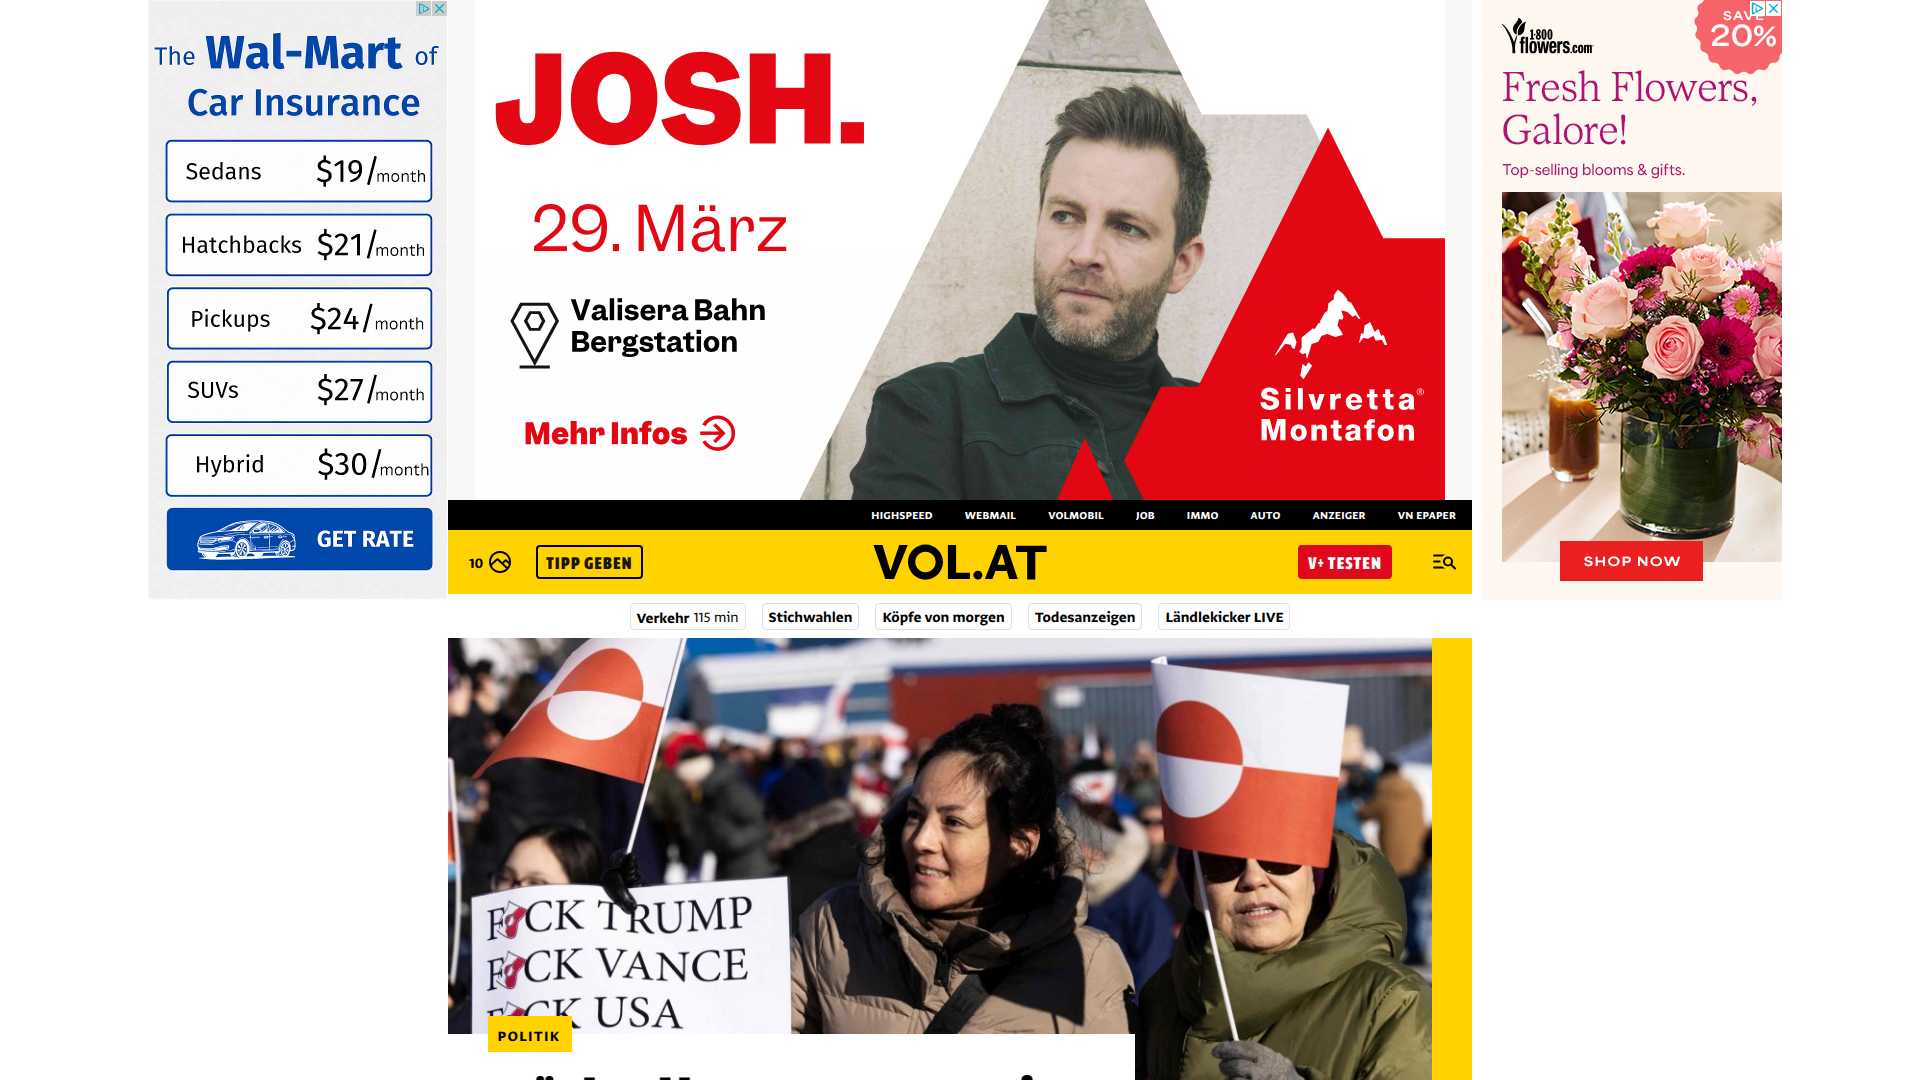 The Wal-Mart of
Car Insurance
Sedans $19/month
Hatchbacks $21/month
Pickups $24/month
SUVs $27/month
Hybrid $30/month
GET RATE
JOSH.
29. März
Valisera Bahn
Bergstation
Mehr Infos
Silvretta®
Montafon
1·800
flowers.com
SAVE
20%
Fresh Flowers,
Galore!
Top-selling blooms & gifts.
SHOP NOW
HIGHSPEED WEBMAIL VOLMOBIL JOB IMMO AUTO ANZEIGER VN EPAPER
10 TIPP GEBEN VOL.AT V+ TESTEN
Verkehr 115 min Stichwahlen Köpfe von morgen Todesanzeigen Ländlekicker LIVE
F CK TRUMP
F CK VANCE
F CK USA
POLITIK